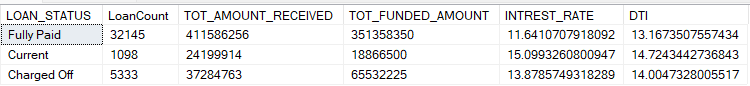 LOAN_STATUS LoanCount TOT_AMOUNT_RECEIVED TOT_FUNDED_AMOUNT INTREST_RATE DTI
Fully Paid 32145 411586256 351358350 11.6410707918092 13.1673507557434
Current 1098 24199914 18866500 15.0993260800947 14.7243442736843
Charged Off 5333 37284763 65532225 13.8785749318289 14.0047328005517